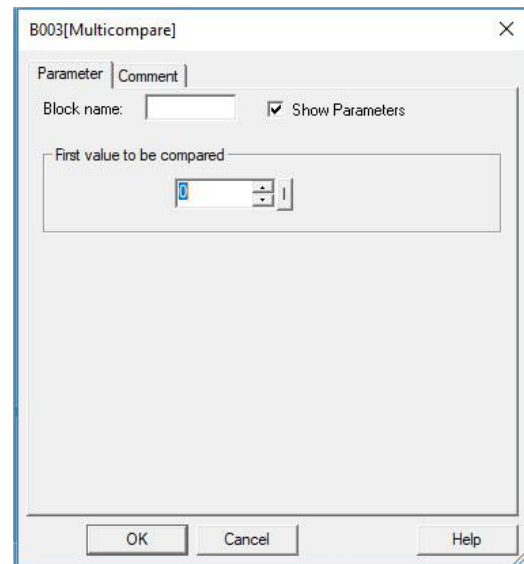 B003[Multicompare]
Parameter Comment
Block name: Show Parameters
First value to be compared
0
OK Cancel Help